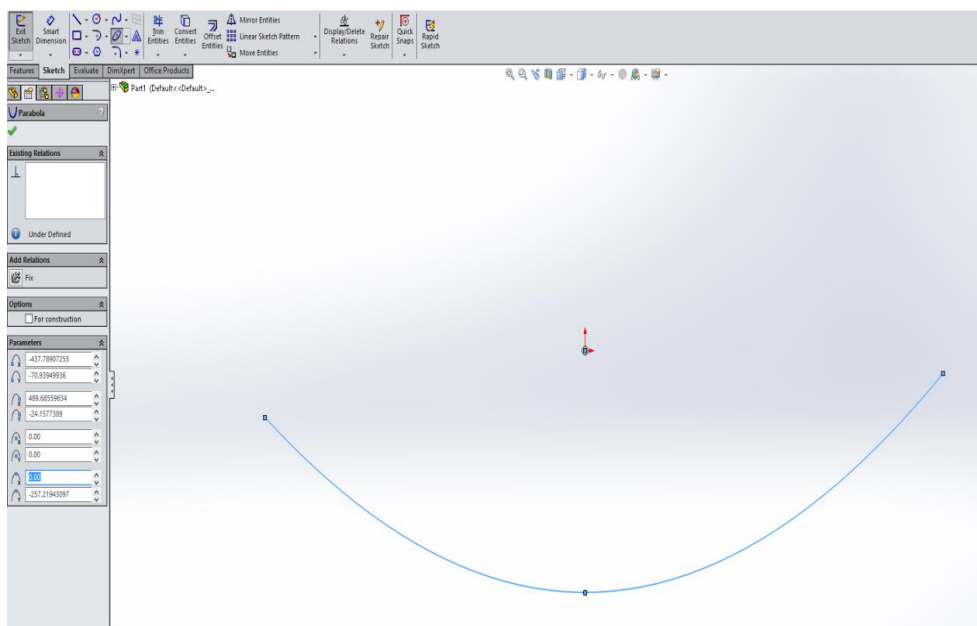 Exit Sketch
Smart Dimension
Trim Entities
Convert Entities
Offset Entities
Mirror Entities
Linear Sketch Pattern
Move Entities
Display/Delete Relations
Repair Sketch
Quick Snaps
Rapid Sketch
Features Sketch Evaluate DimXpert Office Products
Part1 (Default<<Default>_...
Parabola ?
Existing Relations
Under Defined
Add Relations
Fix
Options
For construction
Parameters
-437.78907255
-70.93949936
489.68559634
-24.1577389
0.00
0.00
0.00
-257.21943097